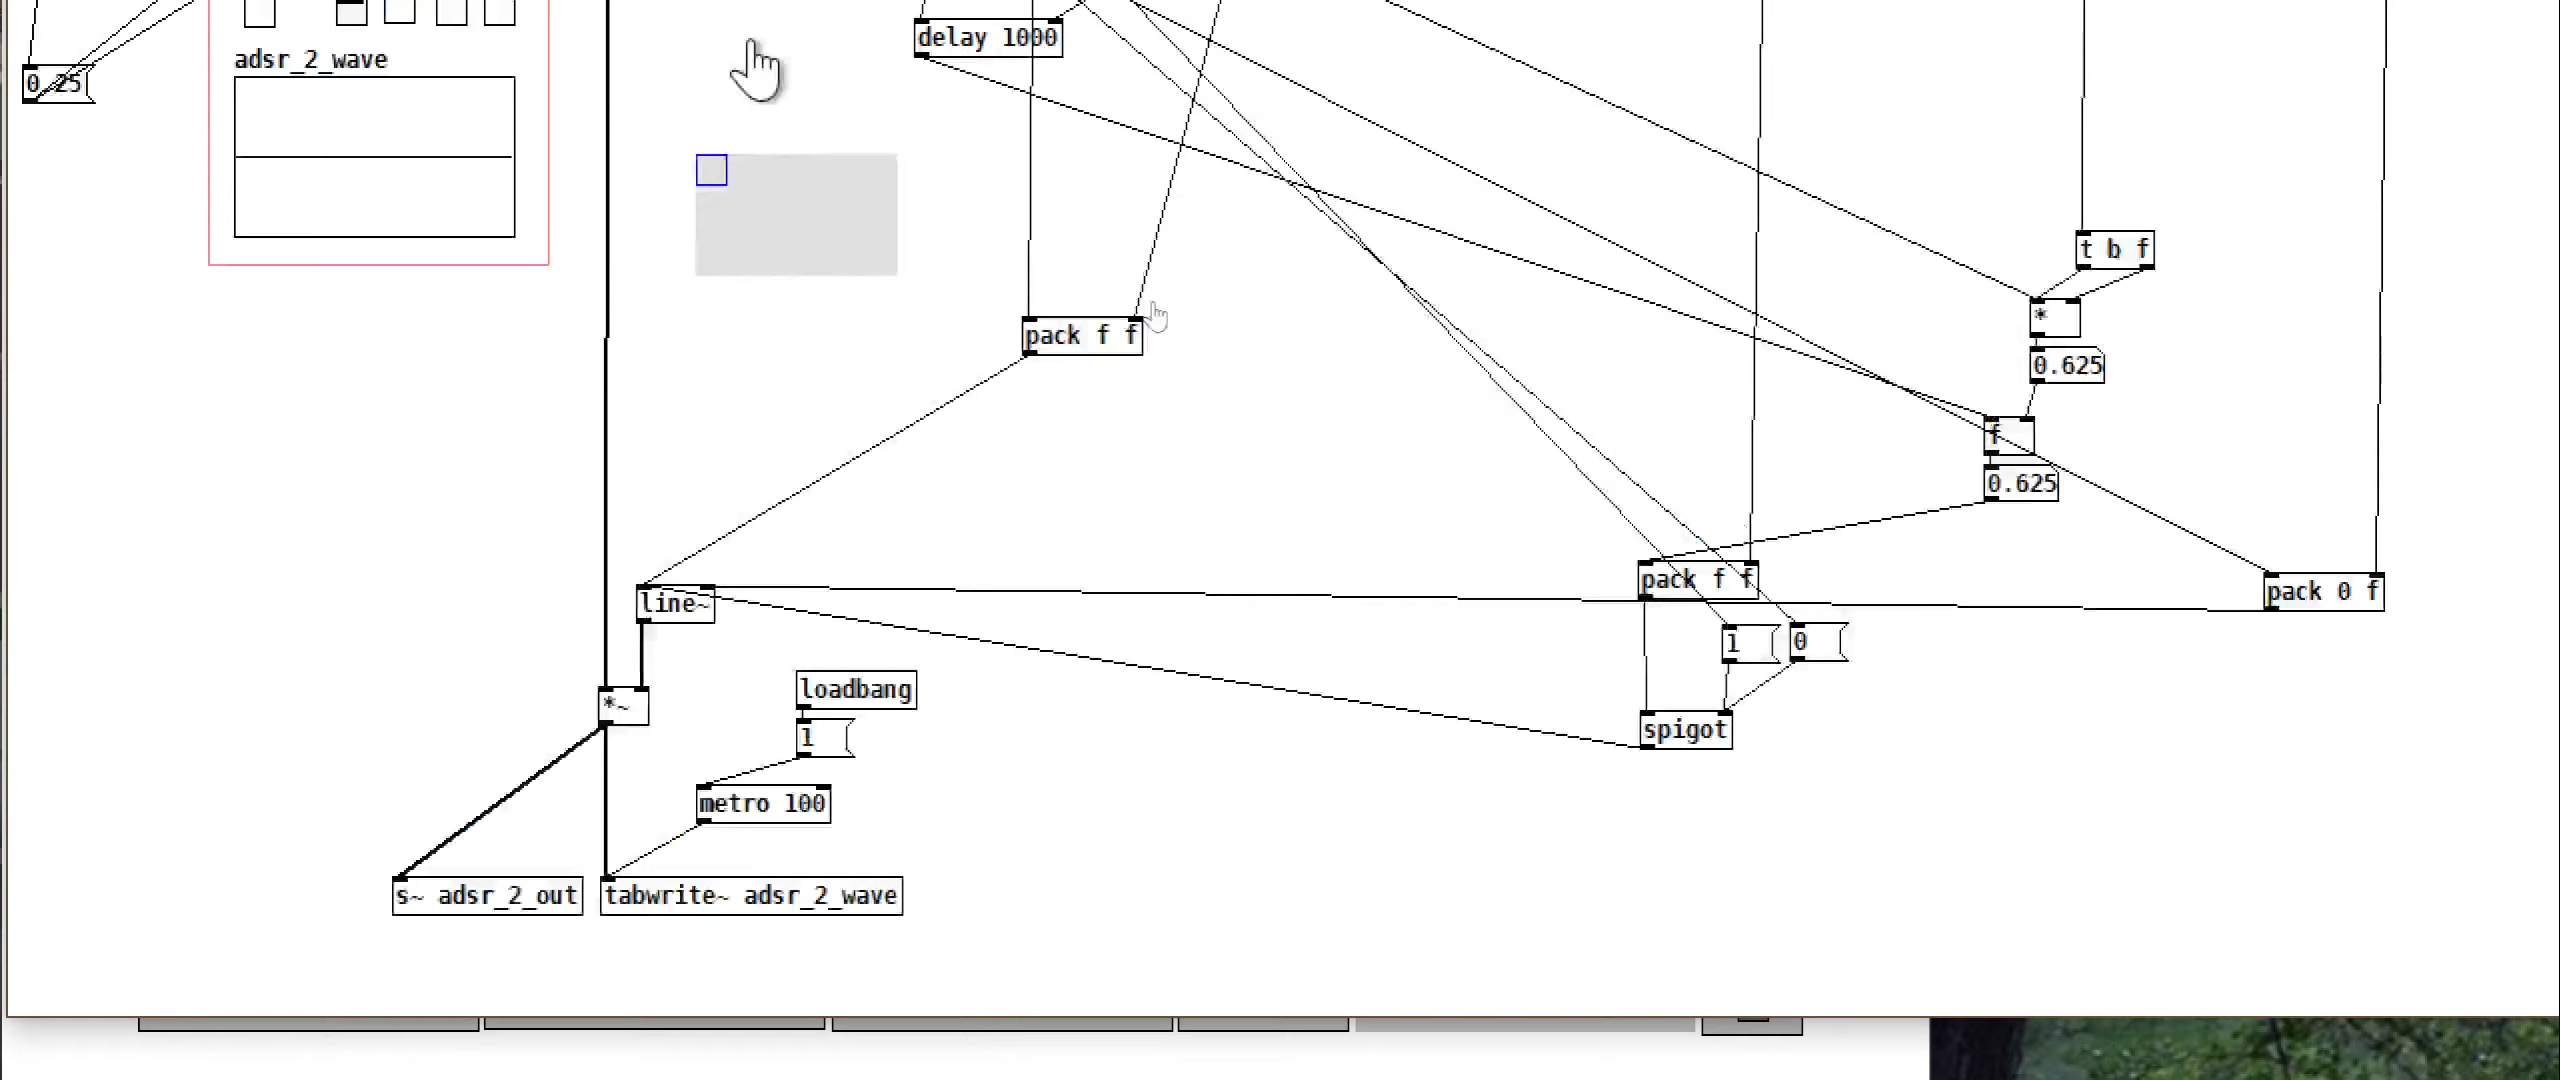 delay 1000
adsr_2_wave
0.25
t b f
*
0.625
pack f f
f
0.625
pack f f
pack 0 f
line~
1
0
loadbang
*~
spigot
1
metro 100
s~ adsr_2_out
tabwrite~ adsr_2_wave